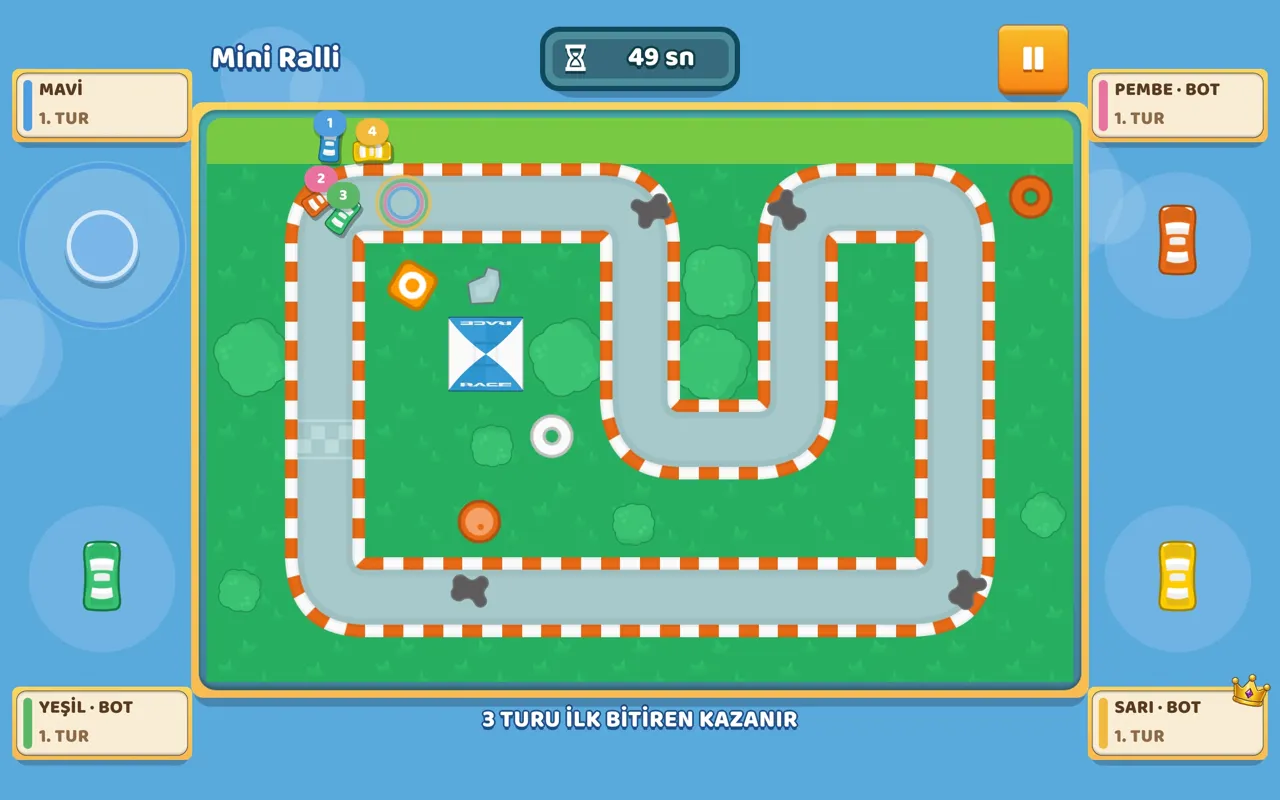 Mini Ralli
49 sn
MAVİ
1. TUR
PEMBE · BOT
1. TUR
1
4
2
3
RACE
RACE
YEŞİL · BOT
1. TUR
SARI · BOT
1. TUR
3 TURU İLK BİTİREN KAZANIR